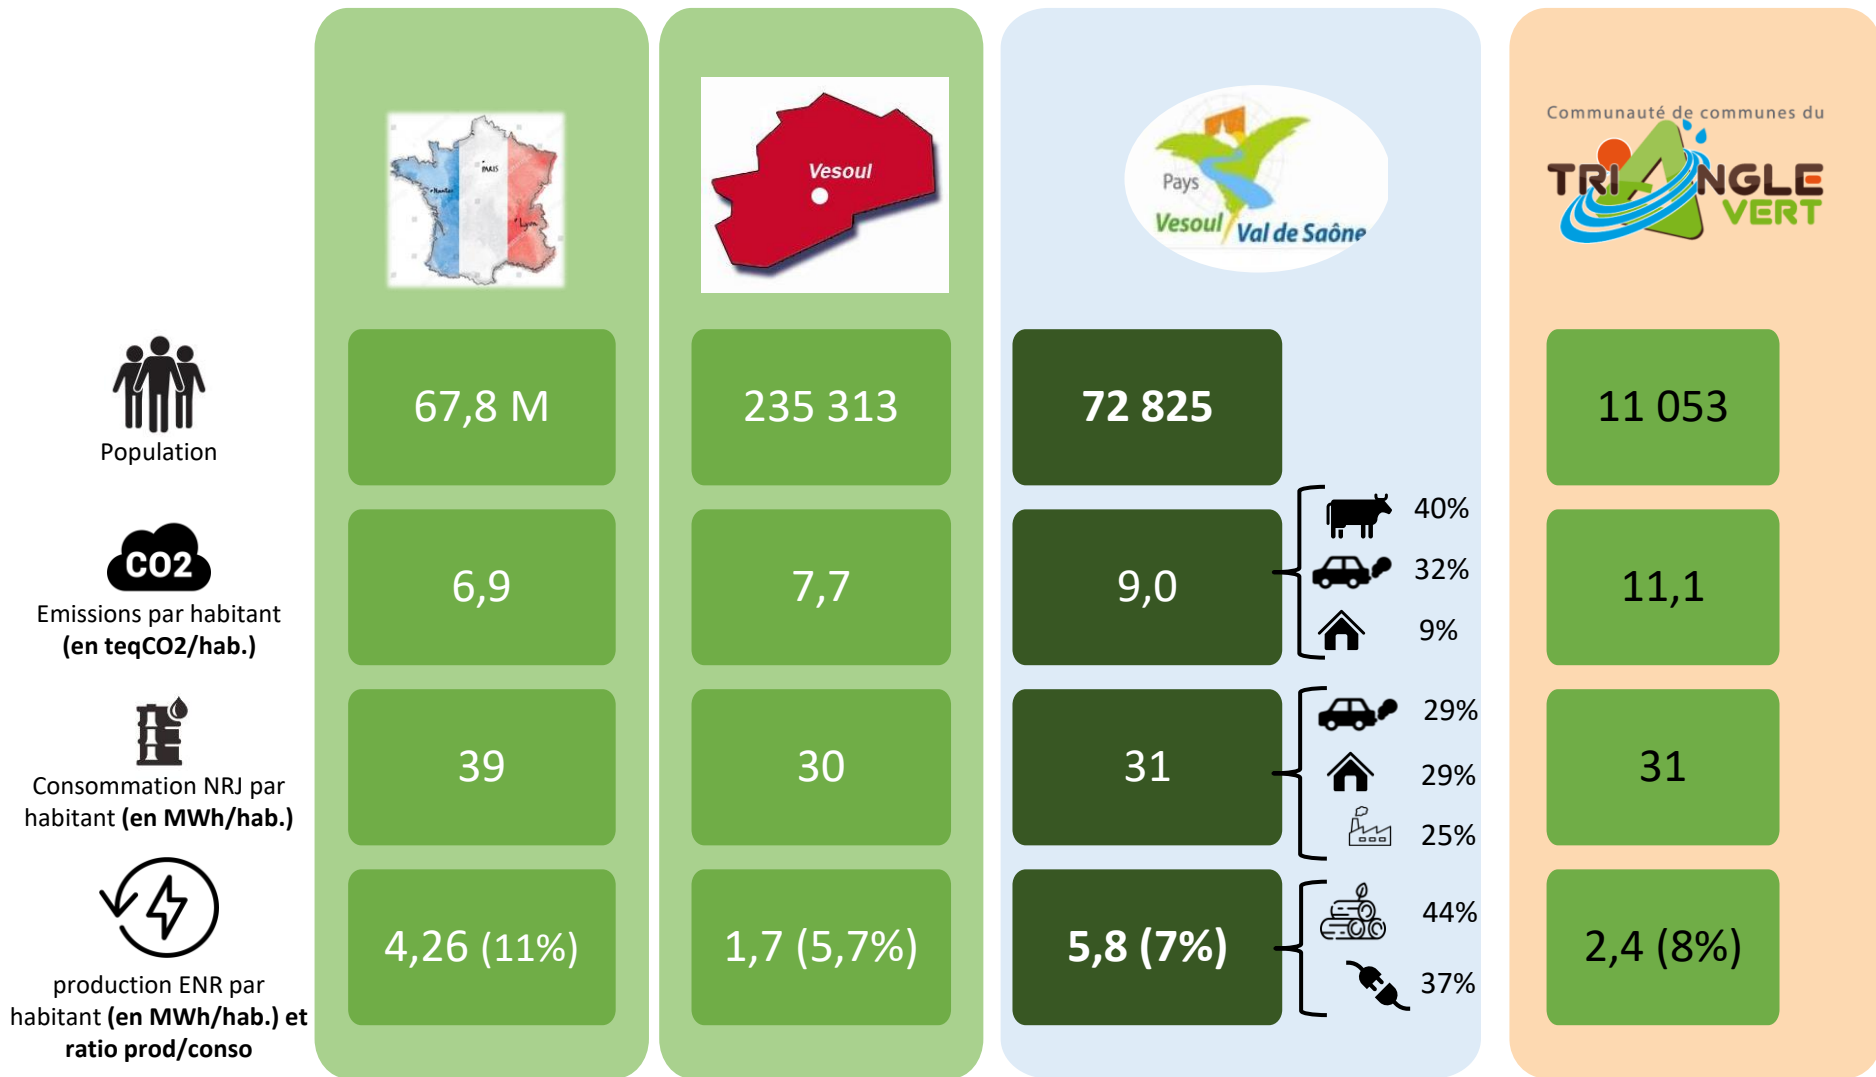 PARIS
Nantes
Lyon
Vesoul
Pays
Vesoul Val de Saône
Communauté de communes du
TRIANGLE
VERT
Population
67,8 M
235 313
72 825
11 053
CO2
Emissions par habitant
(en teqCO2/hab.)
6,9
7,7
9,0
40%
32%
9%
11,1
Consommation NRJ par
habitant (en MWh/hab.)
39
30
31
29%
29%
25%
31
production ENR par
habitant (en MWh/hab.) et
ratio prod/conso
4,26 (11%)
1,7 (5,7%)
5,8 (7%)
44%
37%
2,4 (8%)